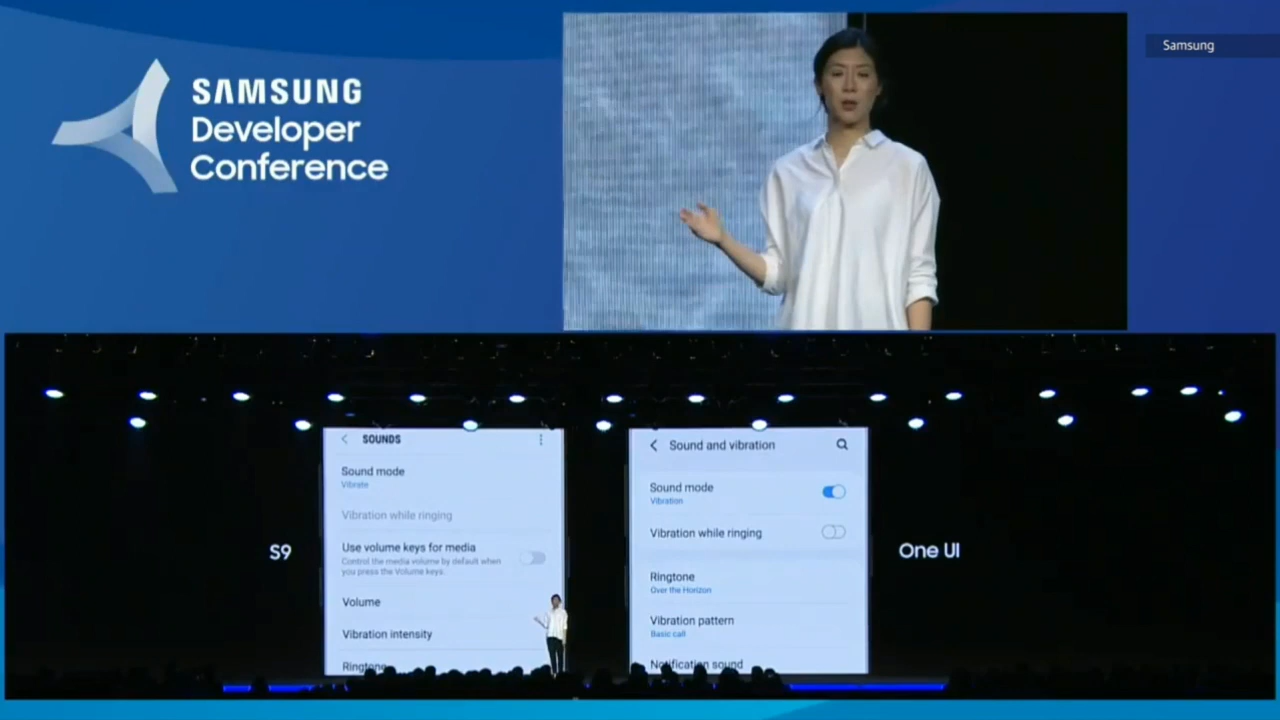 Samsung
SAMSUNG
Developer
Conference
S9
SOUNDS
Sound mode
Vibrate
Vibration while ringing
Use volume keys for media
Control the media volume by default when
you press the Volume keys.
Volume
Vibration intensity
Ringtone
Sound and vibration
Sound mode
Vibration
Vibration while ringing
Ringtone
Over the Horizon
Vibration pattern
Basic call
Notification sound
One UI